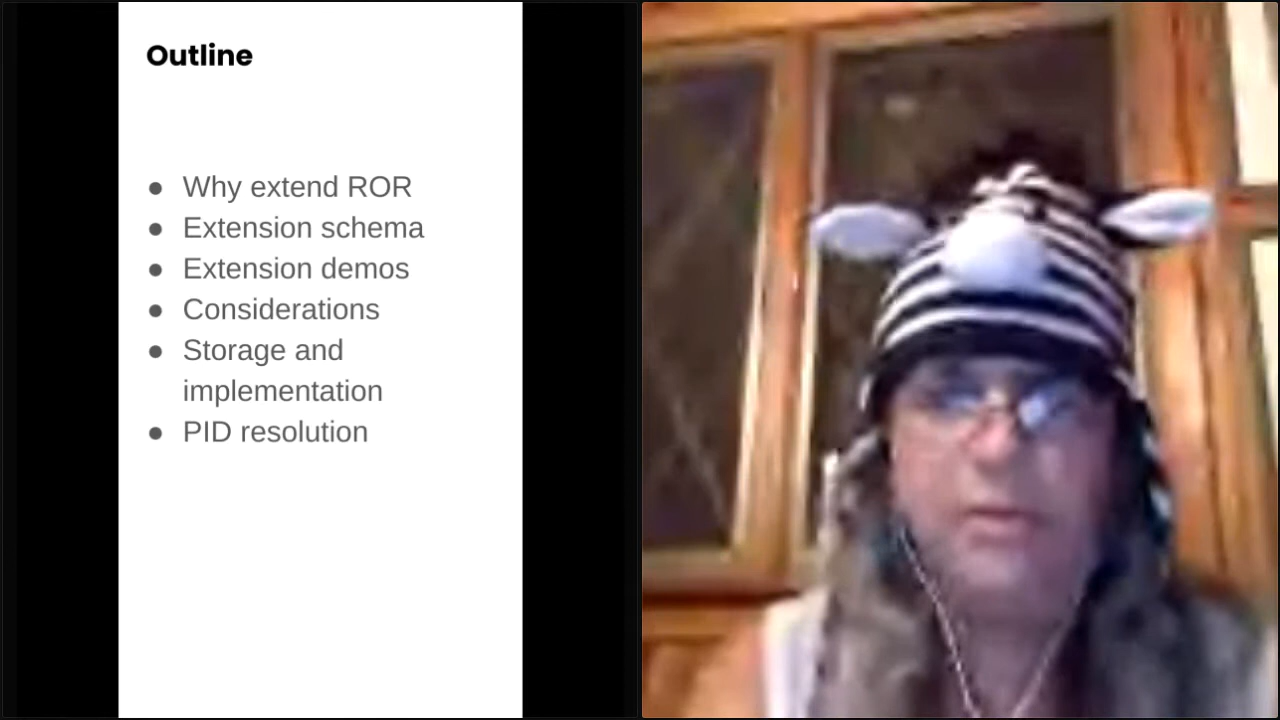 Outline
● Why extend ROR
● Extension schema
● Extension demos
● Considerations
● Storage and
implementation
● PID resolution